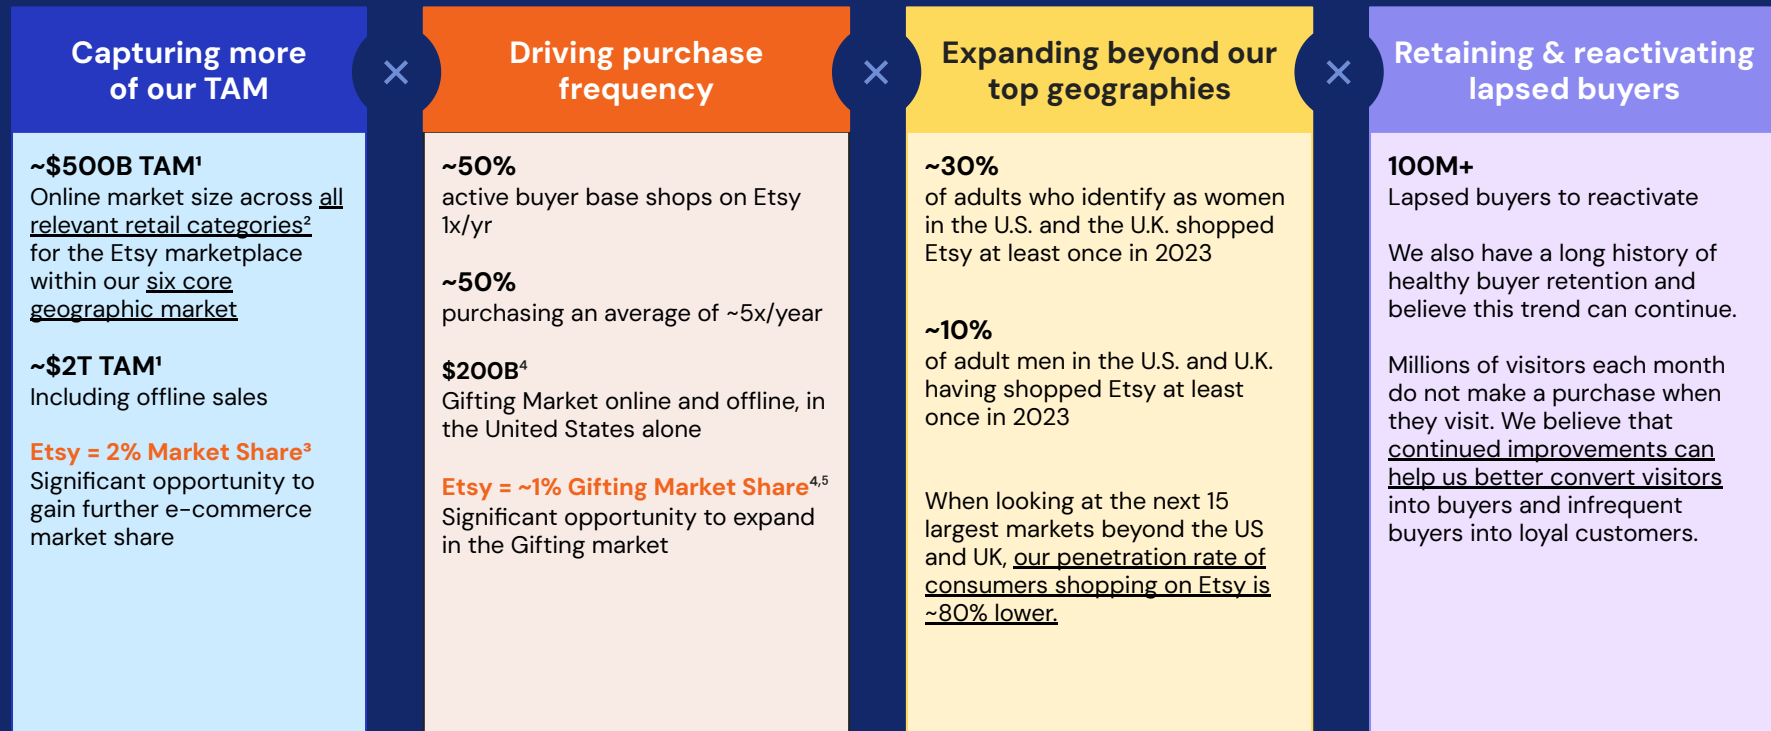 Capturing more
of our TAM
~$500B TAM¹
Online market size across all
relevant retail categories²
for the Etsy marketplace
within our six core
geographic market
~$2T TAM¹
Including offline sales
Etsy = 2% Market Share³
Significant opportunity to
gain further e-commerce
market share
×
Driving purchase
frequency
~50%
active buyer base shops on Etsy
1x/yr
~50%
purchasing an average of ~5x/year
$200B⁴
Gifting Market online and offline, in
the United States alone
Etsy = ~1% Gifting Market Share⁴,⁵
Significant opportunity to expand
in the Gifting market
×
Expanding beyond our
top geographies
~30%
of adults who identify as women
in the U.S. and the U.K. shopped
Etsy at least once in 2023
~10%
of adult men in the U.S. and U.K.
having shopped Etsy at least
once in 2023
When looking at the next 15
largest markets beyond the US
and UK, our penetration rate of
consumers shopping on Etsy is
~80% lower.
×
Retaining & reactivating
lapsed buyers
100M+
Lapsed buyers to reactivate
We also have a long history of
healthy buyer retention and
believe this trend can continue.
Millions of visitors each month
do not make a purchase when
they visit. We believe that
continued improvements can
help us better convert visitors
into buyers and infrequent
buyers into loyal customers.